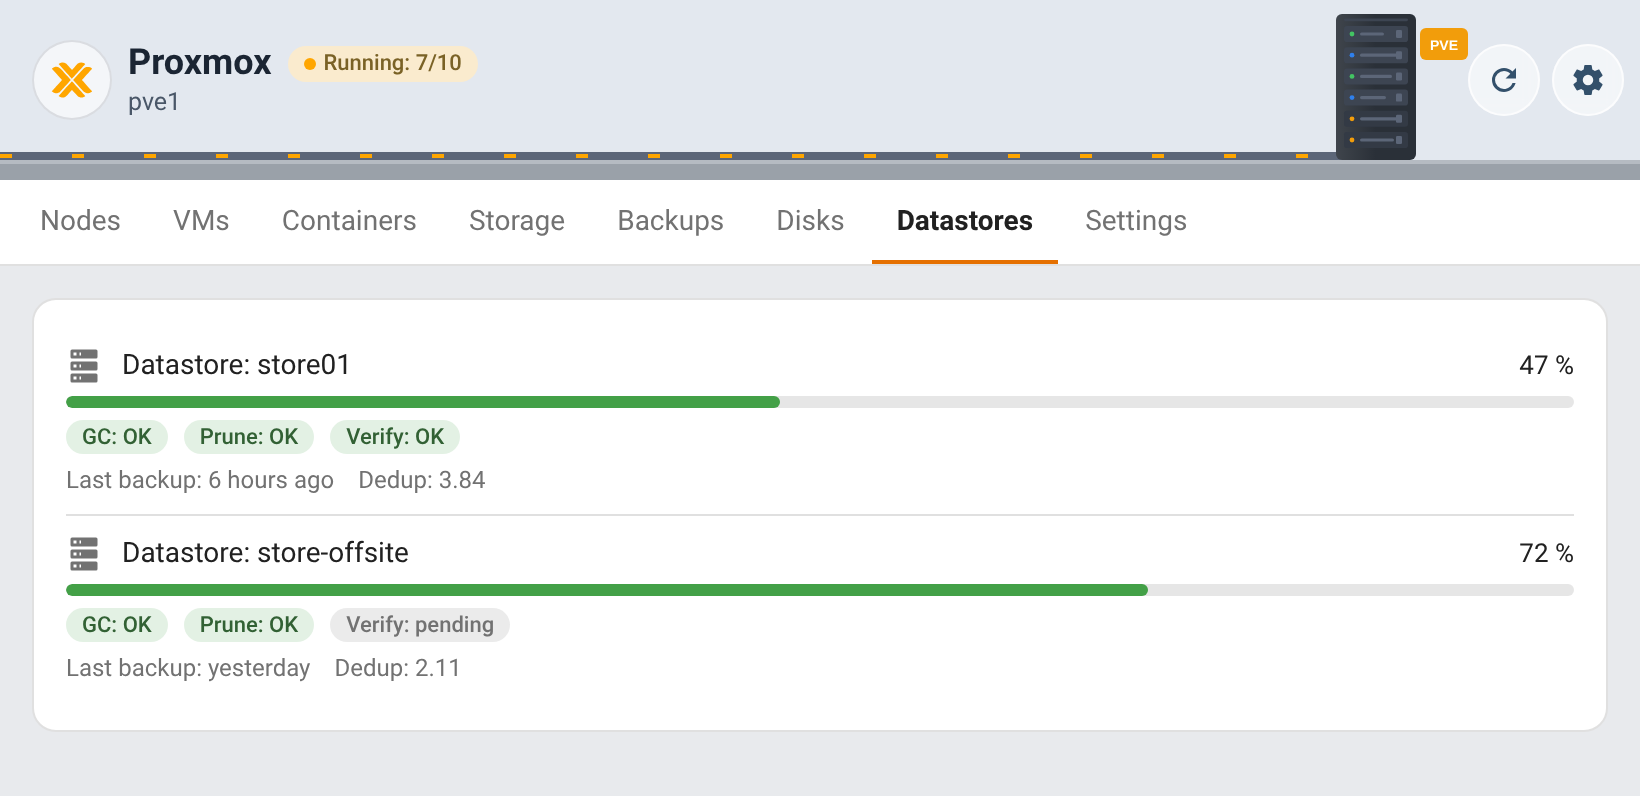 Proxmox
Running: 7/10
pve1
PVE
Nodes VMs Containers Storage Backups Disks Datastores Settings
Datastore: store01 47 %
GC: OK Prune: OK Verify: OK
Last backup: 6 hours ago Dedup: 3.84
Datastore: store-offsite 72 %
GC: OK Prune: OK Verify: pending
Last backup: yesterday Dedup: 2.11